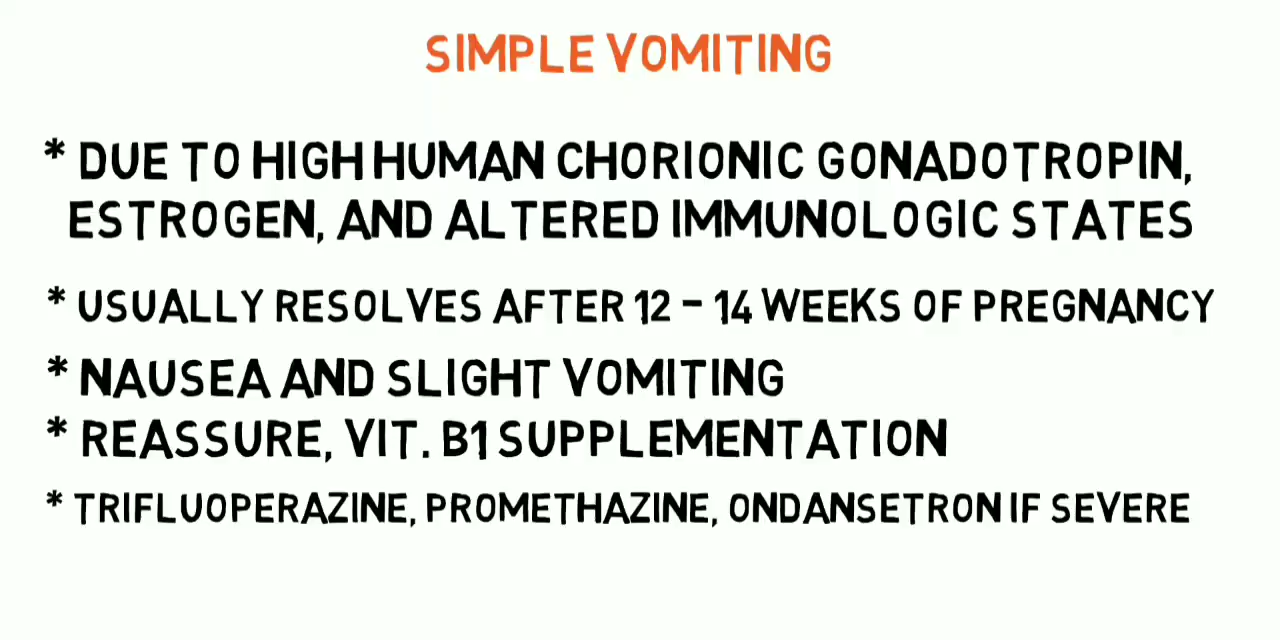 SIMPLE VOMITING
* DUE TO HIGH HUMAN CHORIONIC GONADOTROPIN,
ESTROGEN, AND ALTERED IMMUNOLOGIC STATES
* USUALLY RESOLVES AFTER 12 - 14 WEEKS OF PREGNANCY
* NAUSEA AND SLIGHT VOMITING
* REASSURE, VIT. B1 SUPPLEMENTATION
* TRIFLUOPERAZINE, PROMETHAZINE, ONDANSETRON IF SEVERE